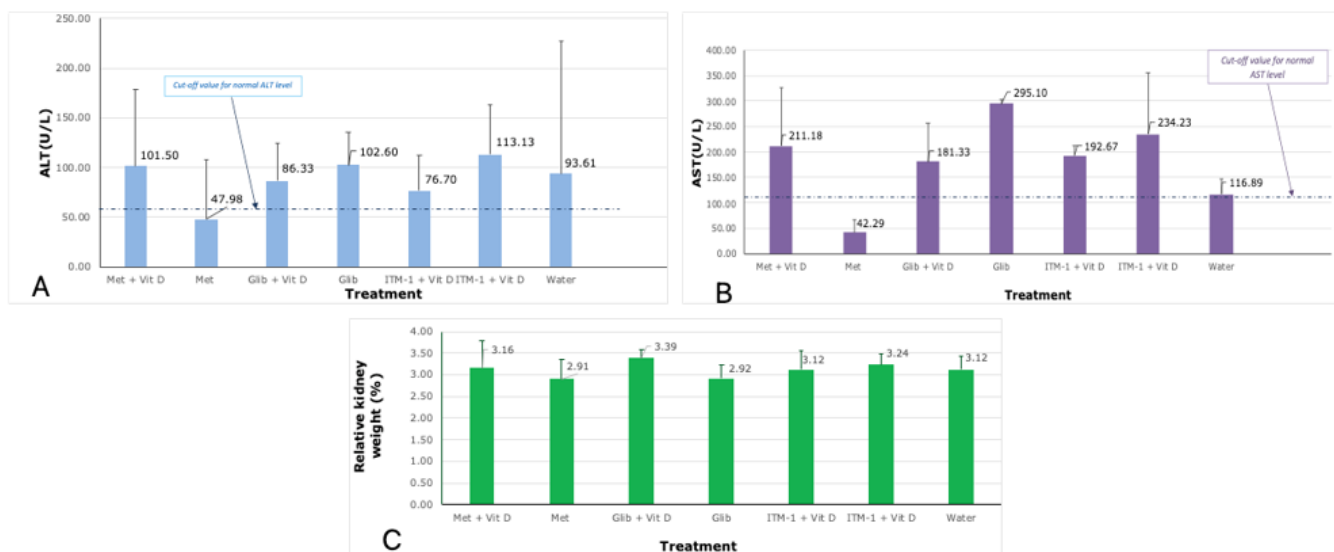 250.00
200.00
150.00
100.00
50.00
0.00
ALT(U/L)
Cut-off value for normal ALT level
101.50
47.98
86.33
102.60
76.70
113.13
93.61
Met + Vit D
Met
Glib + Vit D
Glib
ITM-1 + Vit D
ITM-1 + Vit D
Water
Treatment
A
400.00
350.00
300.00
250.00
200.00
150.00
100.00
50.00
0.00
AST(U/L)
Cut-off value for normal
AST level
211.18
42.29
181.33
295.10
192.67
234.23
116.89
Met + Vit D
Met
Glib + Vit D
Glib
ITM-1 + Vit D
ITM-1 + Vit D
Water
Treatment
B
4.00
3.50
3.00
2.50
2.00
1.50
1.00
0.50
0.00
Relative kidney
weight (%)
3.16
2.91
3.39
2.92
3.12
3.24
3.12
Met + Vit D
Met
Glib + Vit D
Glib
ITM-1 + Vit D
ITM-1 + Vit D
Water
Treatment
C